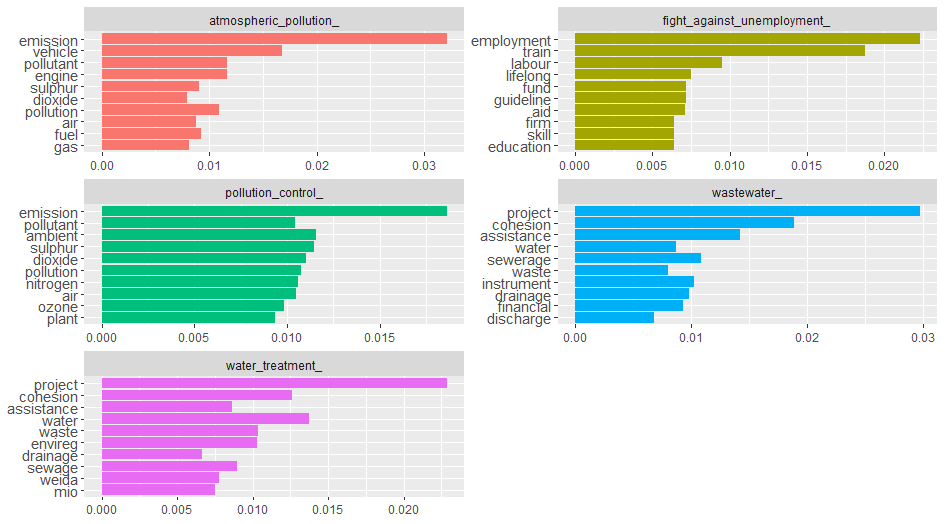 atmospheric_pollution_
emission
vehicle
pollutant
engine
sulphur
dioxide
pollution
air
fuel
gas
0.00 0.01 0.02 0.03
fight_against_unemployment_
employment
train
labour
lifelong
fund
guideline
aid
firm
skill
education
0.000 0.005 0.010 0.015 0.020
pollution_control_
emission
pollutant
ambient
sulphur
dioxide
pollution
nitrogen
air
ozone
plant
0.000 0.005 0.010 0.015
wastewater_
project
cohesion
assistance
water
sewerage
waste
instrument
drainage
financial
discharge
0.00 0.01 0.02 0.03
water_treatment_
project
cohesion
assistance
water
waste
envireg
drainage
sewage
weida
mio
0.000 0.005 0.010 0.015 0.020